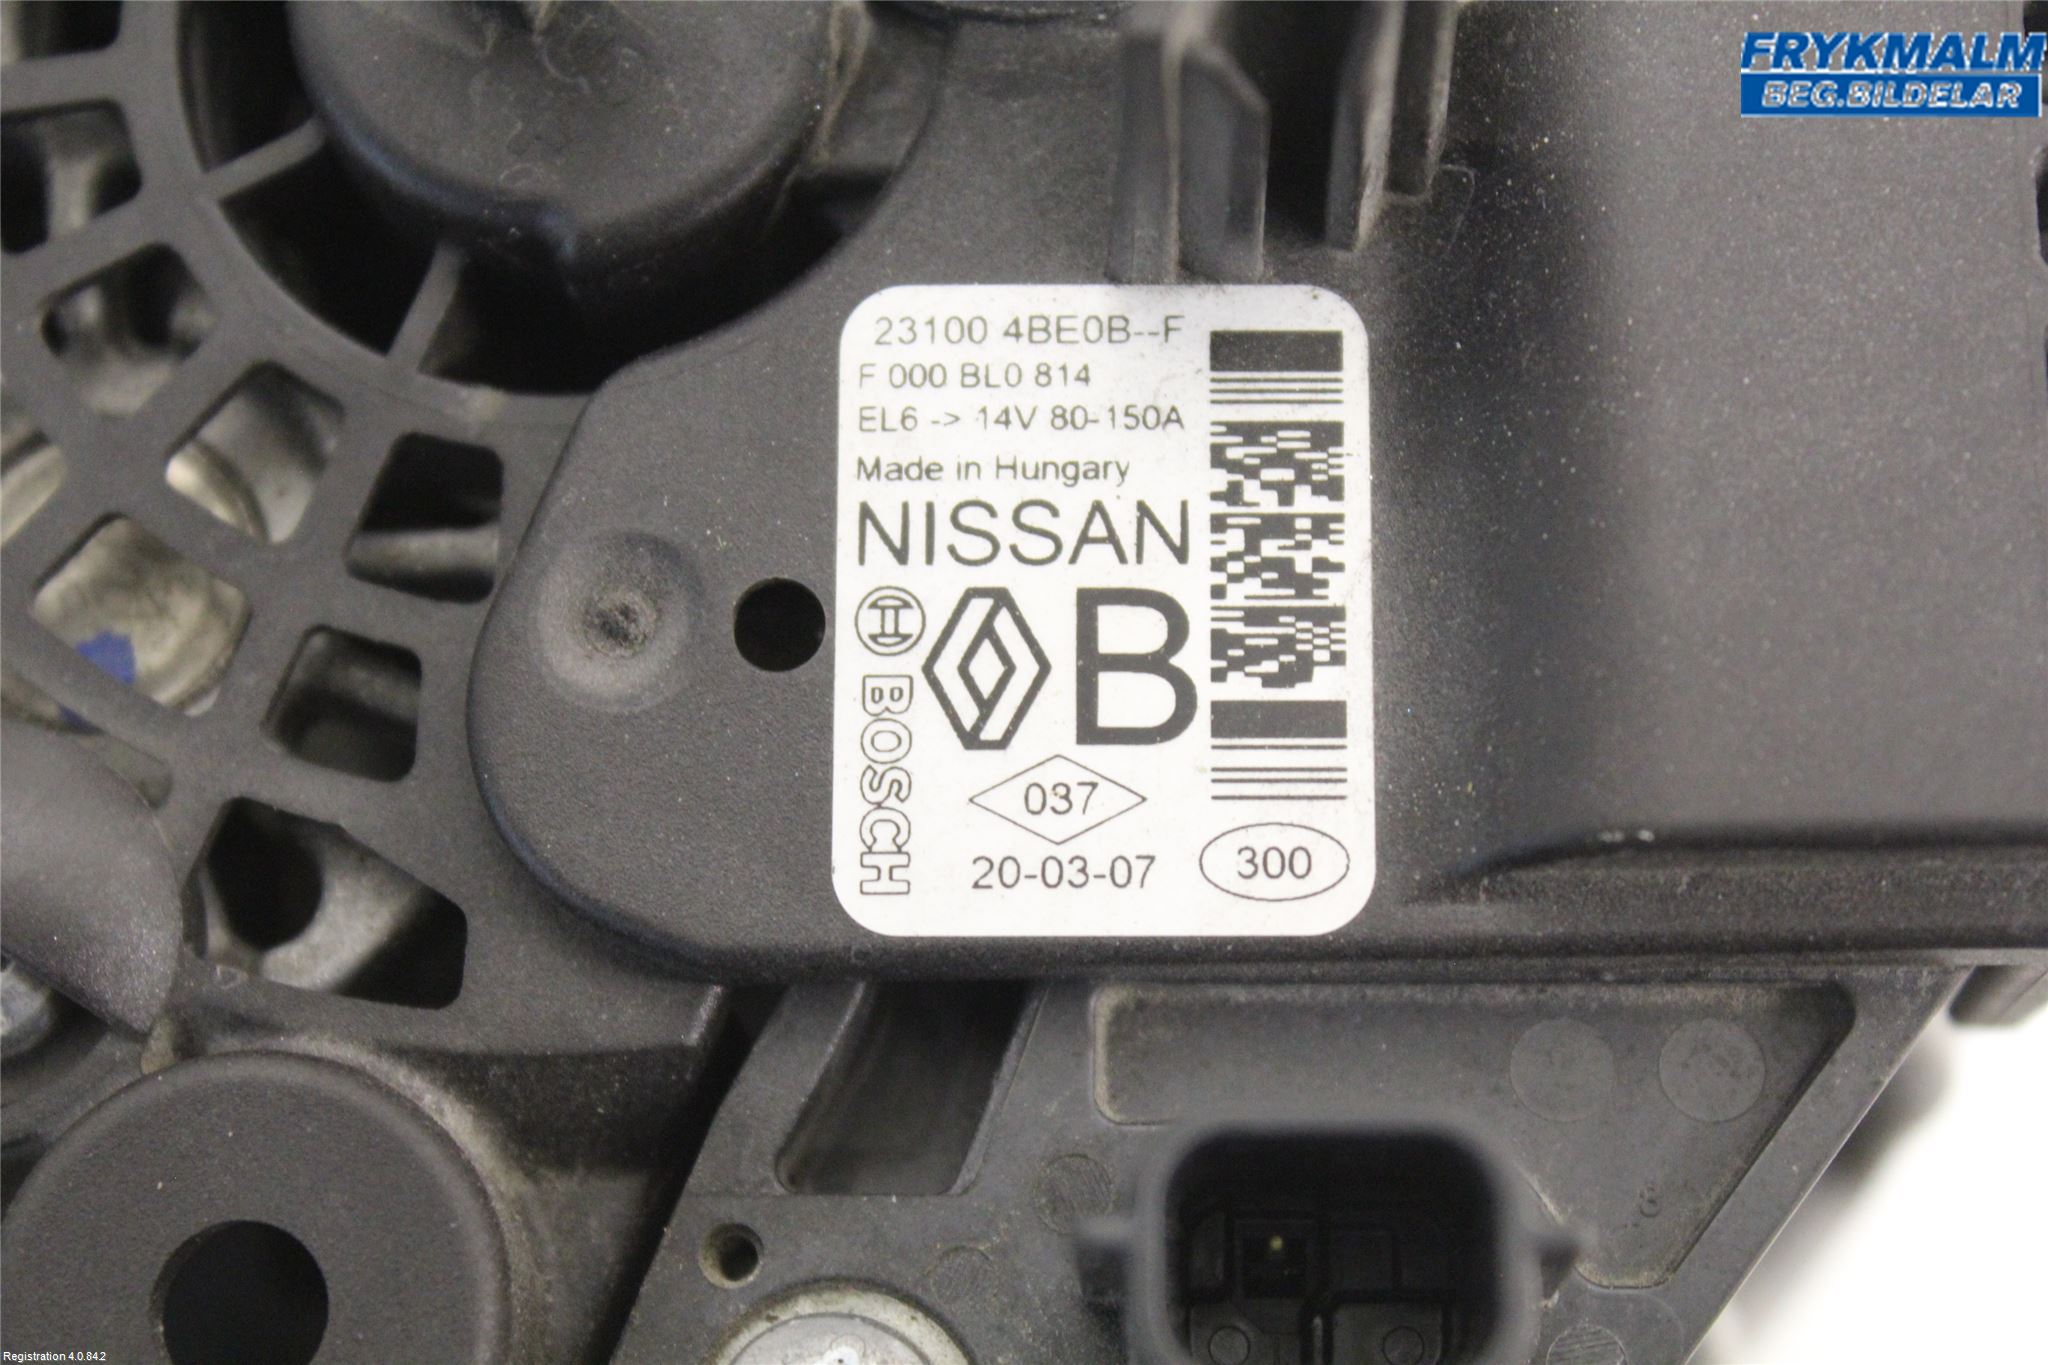 FRYKMALM
BEG.BILDELAR
23100 4BE0B--F
F 000 BL0 814
EL6 -> 14V 80-150A
Made in Hungary
NISSAN
B
BOSCH
037
20-03-07
300
8
Registration 4.0.84.2